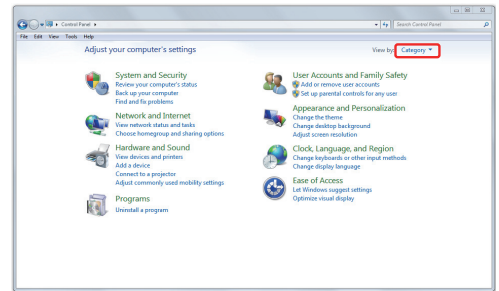 Control Panel
Search Control Panel
File Edit View Tools Help
Adjust your computer's settings
View by: Category
System and Security
Review your computer's status
Back up your computer
Find and fix problems
Network and Internet
View network status and tasks
Choose homegroup and sharing options
Hardware and Sound
View devices and printers
Add a device
Connect to a projector
Adjust commonly used mobility settings
Programs
Uninstall a program
User Accounts and Family Safety
Add or remove user accounts
Set up parental controls for any user
Appearance and Personalization
Change the theme
Change desktop background
Adjust screen resolution
Clock, Language, and Region
Change keyboards or other input methods
Change display language
Ease of Access
Let Windows suggest settings
Optimize visual display